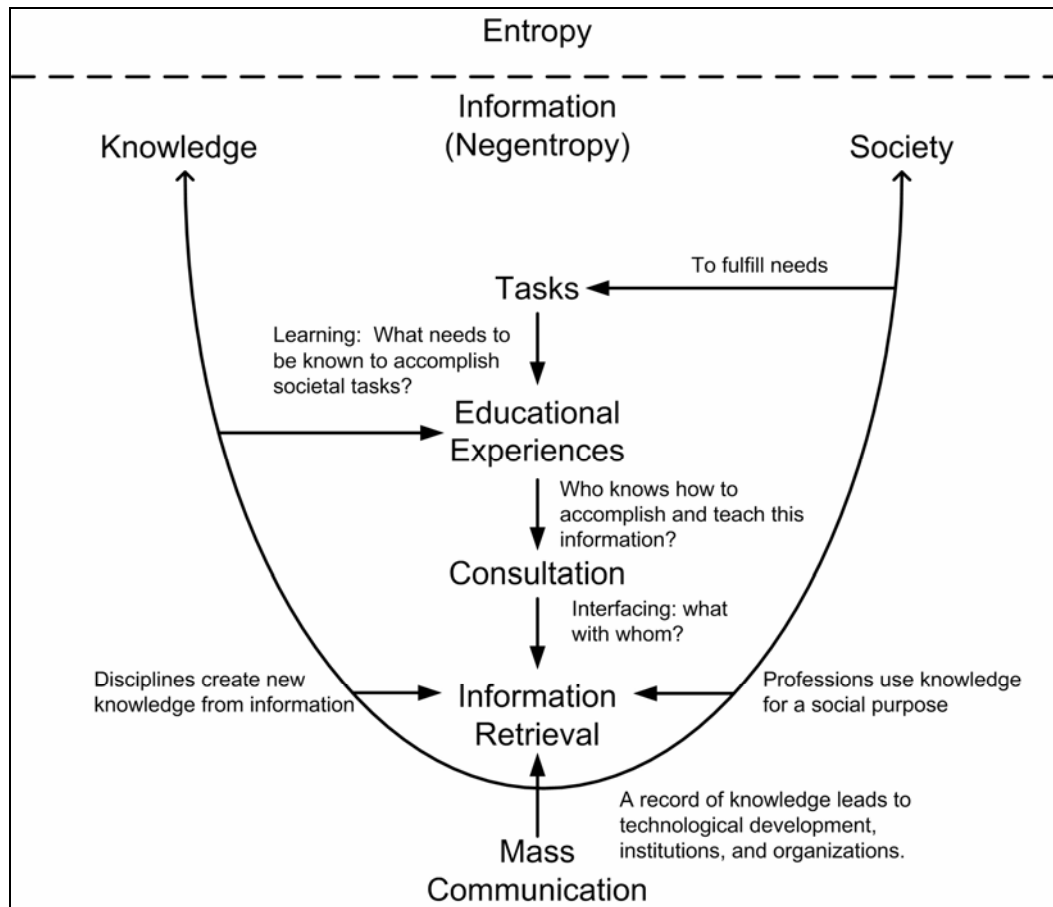 Entropy
Information
(Negentropy)
Knowledge
Society
To fulfill needs
Tasks
Learning:  What needs to
be known to accomplish
societal tasks?
Educational
Experiences
Who knows how to
accomplish and teach this
information?
Consultation
Interfacing: what
with whom?
Disciplines create new
knowledge from information
Information
Retrieval
Professions use knowledge
for a social purpose
A record of knowledge leads to
technological development,
institutions, and organizations.
Mass
Communication